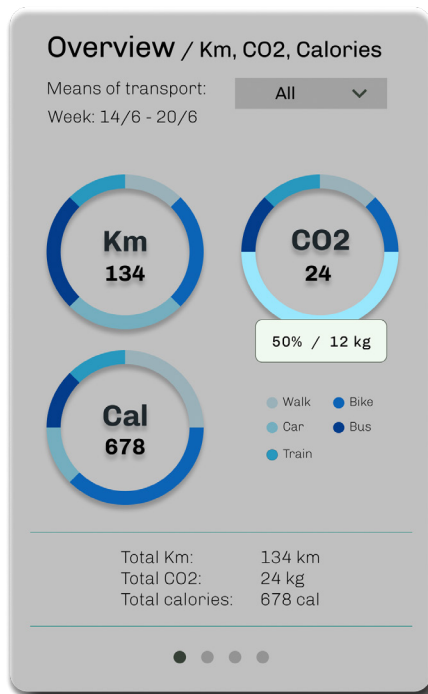 Overview / Km, CO2, Calories
Means of transport:
All
Week: 14/6 - 20/6
Km
134
CO2
24
50% / 12 kg
Cal
678
Walk
Bike
Car
Bus
Train
Total Km: 134 km
Total CO2: 24 kg
Total calories: 678 cal